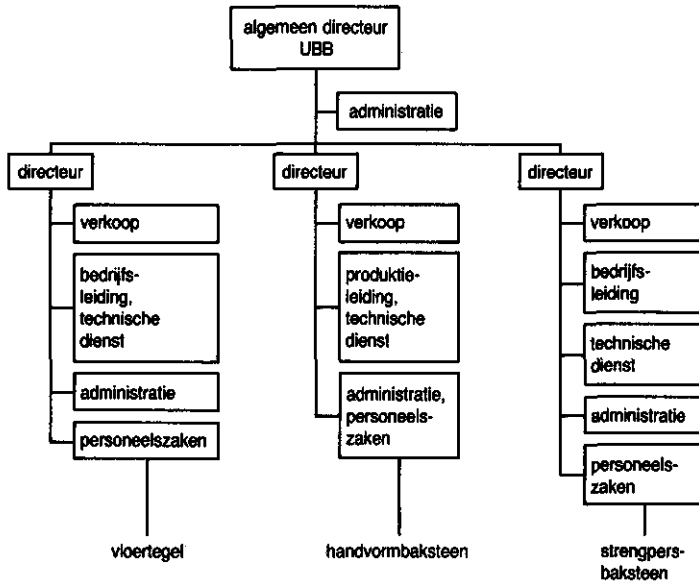 algemeen directeur
UBB
administratie
directeur
verkoop
bedrijfs-
leiding,
technische
dienst
administratie
personeelszaken
vloertegel
directeur
verkoop
produktie-
leiding,
technische
dienst
administratie,
personeels-
zaken
handvormbaksteen
directeur
verkoop
bedrijfs-
leiding
technische
dienst
administratie
personeels-
zaken
strengpers-
baksteen